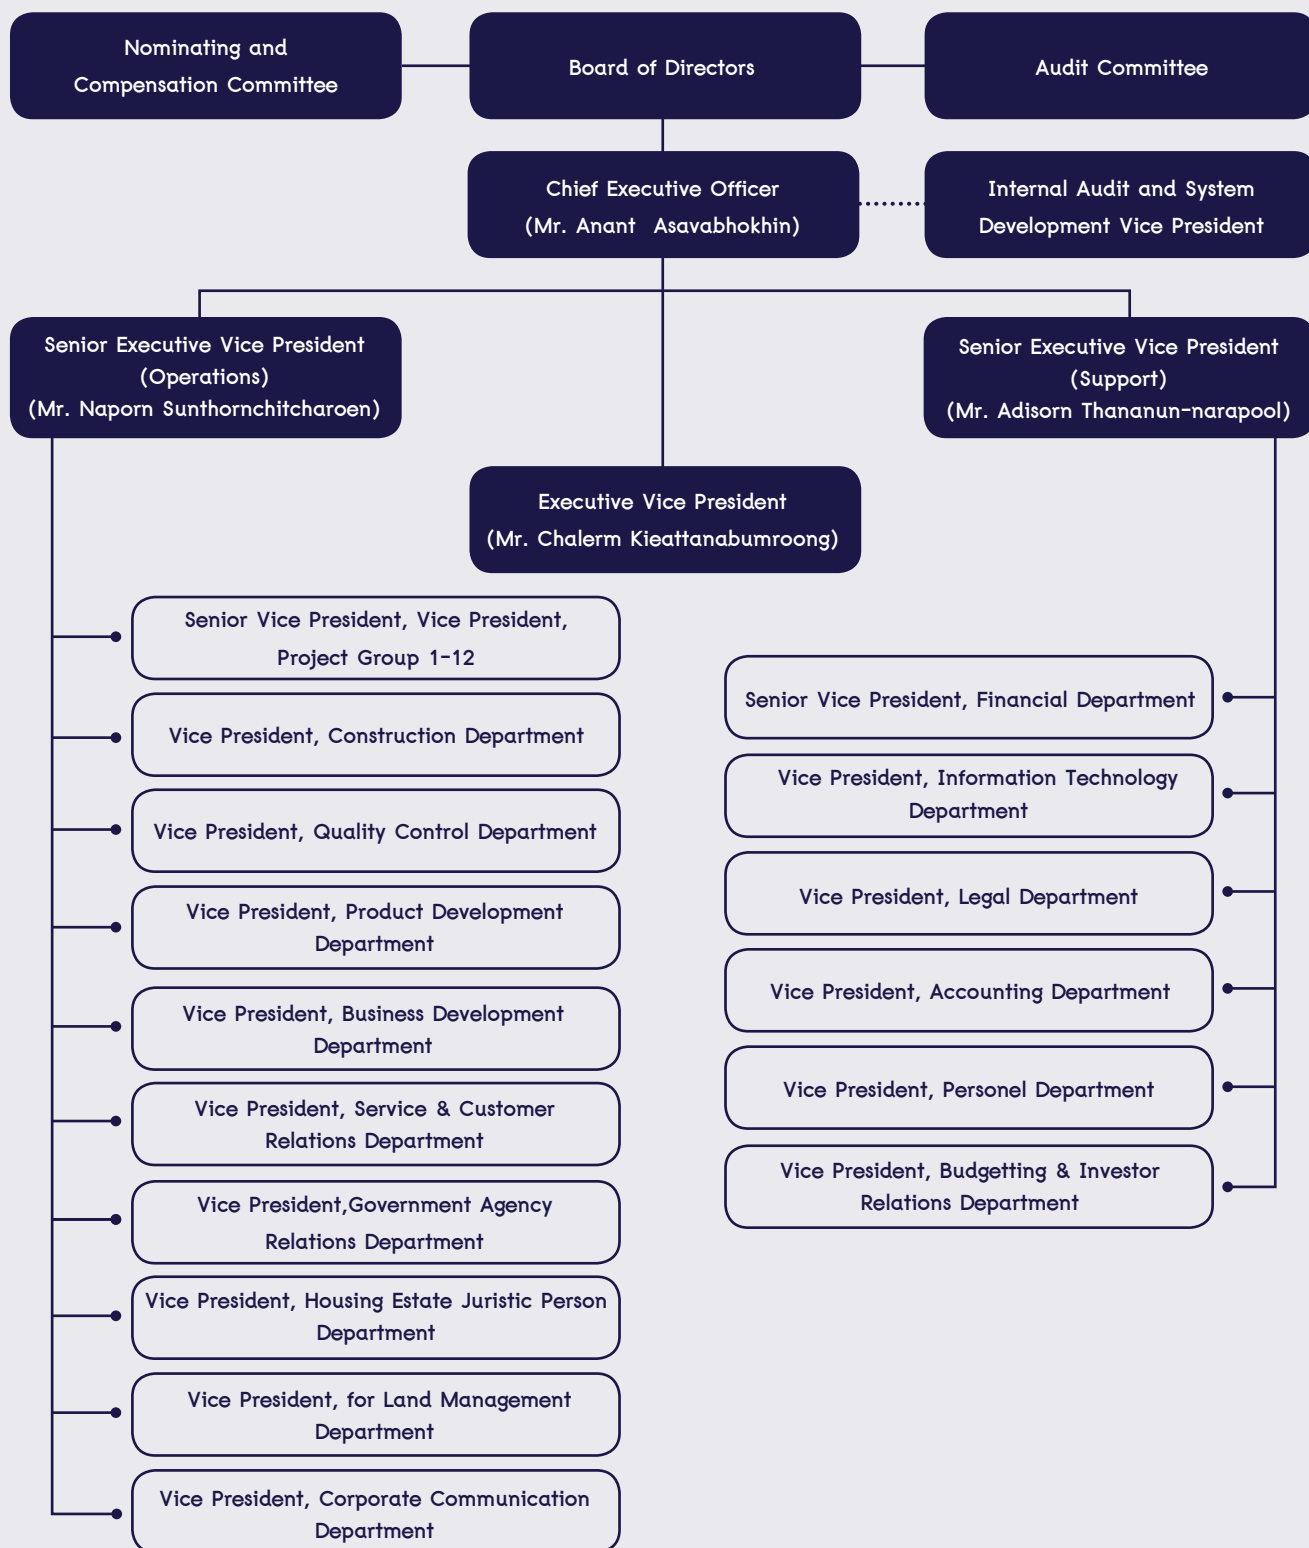 Nominating and
Compensation Committee
Board of Directors
Audit Committee
Chief Executive Officer
(Mr. Anant Asavabhokhin)
Internal Audit and System
Development Vice President
Senior Executive Vice President
(Operations)
(Mr. Naporn Sunthornchitcharoen)
Senior Executive Vice President
(Support)
(Mr. Adisorn Thananun-narapool)
Executive Vice President
(Mr. Chalerm Kieattanabumroong)
Senior Vice President, Vice President,
Project Group 1-12
Vice President, Construction Department
Vice President, Quality Control Department
Vice President, Product Development
Department
Vice President, Business Development
Department
Vice President, Service & Customer
Relations Department
Vice President,Government Agency
Relations Department
Vice President, Housing Estate Juristic Person
Department
Vice President, for Land Management
Department
Vice President, Corporate Communication
Department
Senior Vice President, Financial Department
Vice President, Information Technology
Department
Vice President, Legal Department
Vice President, Accounting Department
Vice President, Personel Department
Vice President, Budgetting & Investor
Relations Department